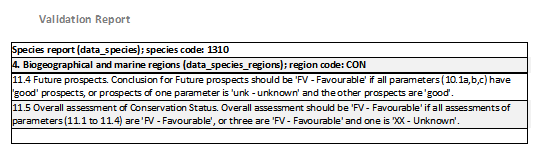 Validation Report
Species report (data_species); species code: 1310
4. Biogeographical and marine regions (data_species_regions); region code: CON
11.4 Future prospects. Conclusion for Future prospects should be 'FV - Favourable' if all parameters (10.1a,b,c) have
'good' prospects, or prospects of one parameter is 'unk - unknown' and the other prospects are 'good'.
11.5 Overall assessment of Conservation Status. Overall assessment should be 'FV - Favourable' if all assessments of
parameters (11.1 to 11.4) are 'FV - Favourable', or three are 'FV - Favourable' and one is 'XX - Unknown'.